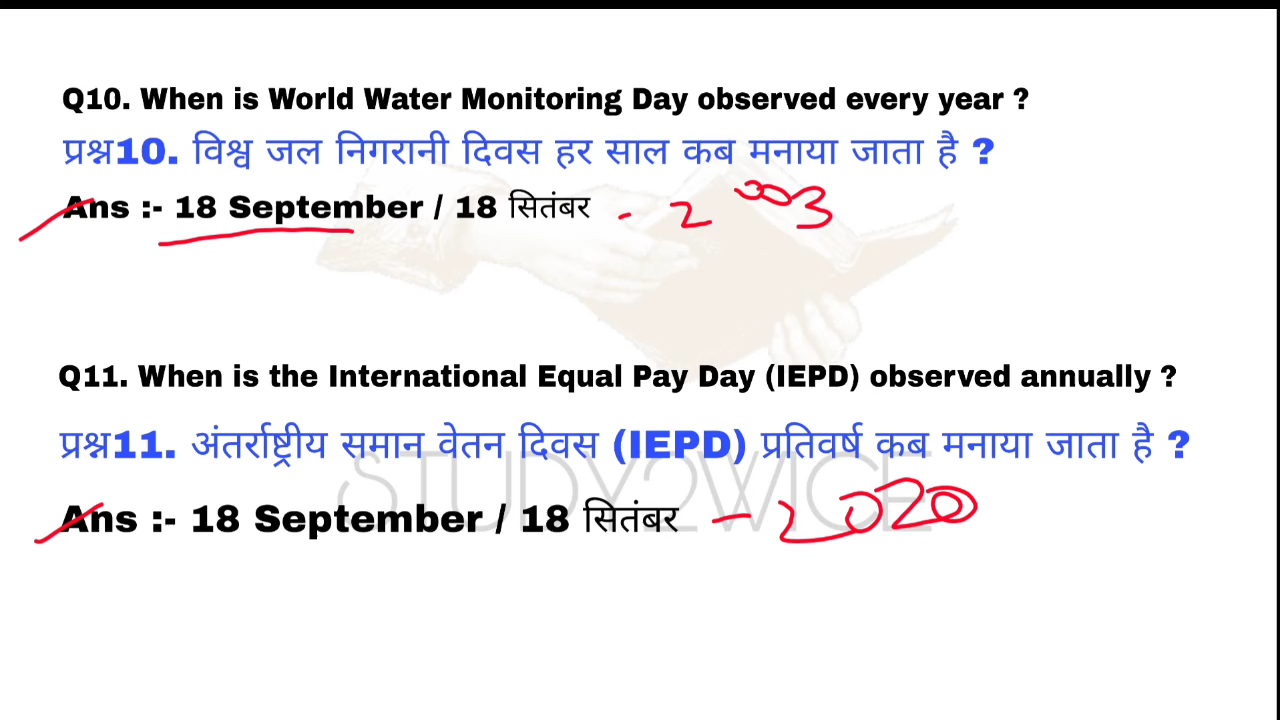 Q10. When is World Water Monitoring Day observed every year ?
प्रश्न10. विश्व जल निगरानी दिवस हर साल कब मनाया जाता है ?
Ans :- 18 September / 18 सितंबर - 2003
Q11. When is the International Equal Pay Day (IEPD) observed annually ?
प्रश्न11. अंतर्राष्ट्रीय समान वेतन दिवस (IEPD) प्रतिवर्ष कब मनाया जाता है ?
STUDY2WICE
Ans :- 18 September / 18 सितंबर - 2020